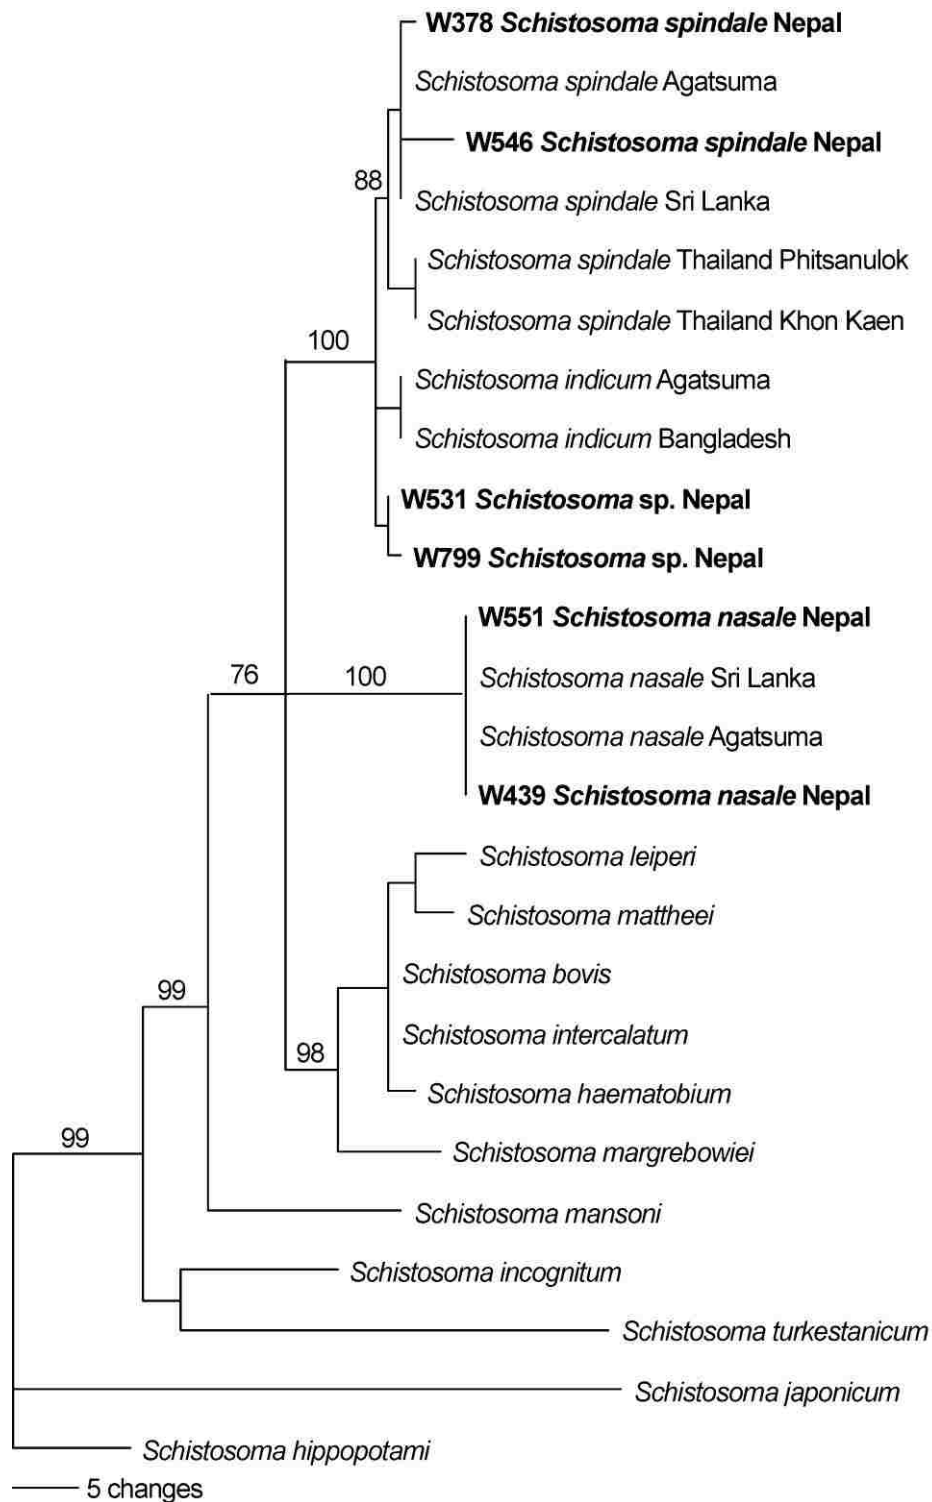 W378 Schistosoma spindale Nepal
Schistosoma spindale Agatsuma
W546 Schistosoma spindale Nepal
88
Schistosoma spindale Sri Lanka
Schistosoma spindale Thailand Phitsanulok
Schistosoma spindale Thailand Khon Kaen
100
Schistosoma indicum Agatsuma
Schistosoma indicum Bangladesh
W531 Schistosoma sp. Nepal
W799 Schistosoma sp. Nepal
W551 Schistosoma nasale Nepal
76 100
Schistosoma nasale Sri Lanka
Schistosoma nasale Agatsuma
W439 Schistosoma nasale Nepal
Schistosoma leiperi
Schistosoma mattheei
Schistosoma bovis
99
Schistosoma intercalatum
98
Schistosoma haematobium
99
Schistosoma margrebowiei
Schistosoma mansoni
Schistosoma incognitum
Schistosoma turkestanicum
Schistosoma japonicum
Schistosoma hippopotami
5 changes